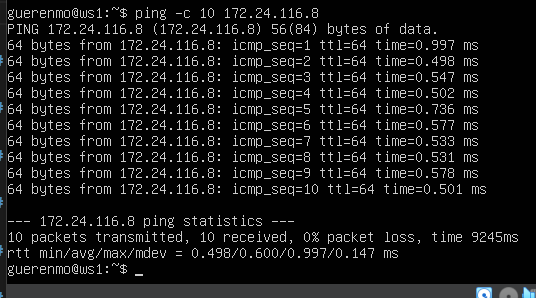 guerenmo@ws1:~$ ping -c 10 172.24.116.8
PING 172.24.116.8 (172.24.116.8) 56(84) bytes of data.
64 bytes from 172.24.116.8: icmp_seq=1 ttl=64 time=0.997 ms
64 bytes from 172.24.116.8: icmp_seq=2 ttl=64 time=0.498 ms
64 bytes from 172.24.116.8: icmp_seq=3 ttl=64 time=0.547 ms
64 bytes from 172.24.116.8: icmp_seq=4 ttl=64 time=0.502 ms
64 bytes from 172.24.116.8: icmp_seq=5 ttl=64 time=0.736 ms
64 bytes from 172.24.116.8: icmp_seq=6 ttl=64 time=0.577 ms
64 bytes from 172.24.116.8: icmp_seq=7 ttl=64 time=0.533 ms
64 bytes from 172.24.116.8: icmp_seq=8 ttl=64 time=0.531 ms
64 bytes from 172.24.116.8: icmp_seq=9 ttl=64 time=0.578 ms
64 bytes from 172.24.116.8: icmp_seq=10 ttl=64 time=0.501 ms
--- 172.24.116.8 ping statistics ---
10 packets transmitted, 10 received, 0% packet loss, time 9245ms
rtt min/avg/max/mdev = 0.498/0.600/0.997/0.147 ms
guerenmo@ws1:~$ _